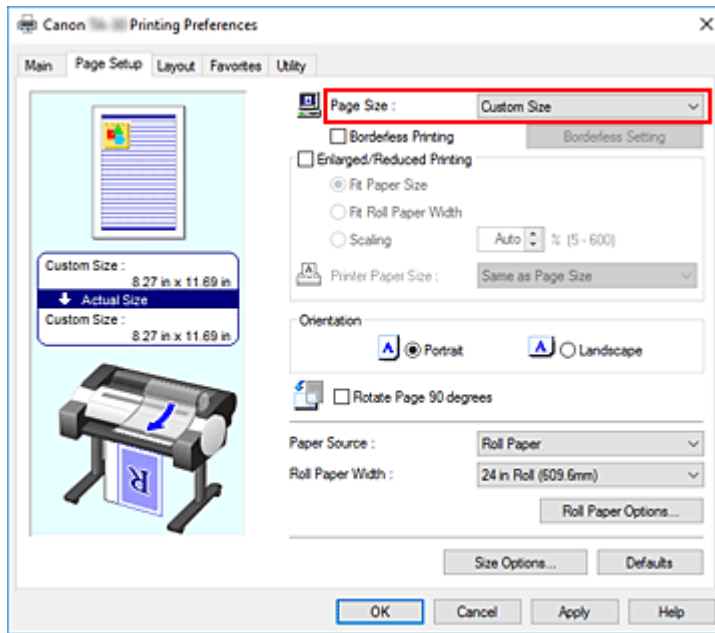 Canon Printing Preferences
Main Page Setup Layout Favorites Utility
Page Size : Custom Size
Borderless Printing Borderless Setting
Enlarged/Reduced Printing
Fit Paper Size
Fit Roll Paper Width
Scaling Auto % (5 - 600)
Printer Paper Size : Same as Page Size
Custom Size :
8.27 in x 11.69 in
Actual Size
Custom Size :
8.27 in x 11.69 in
Orientation
A Portrait A Landscape
Rotate Page 90 degrees
R
Paper Source : Roll Paper
Roll Paper Width : 24 in Roll (609.6mm)
Roll Paper Options...
Size Options... Defaults
OK Cancel Apply Help